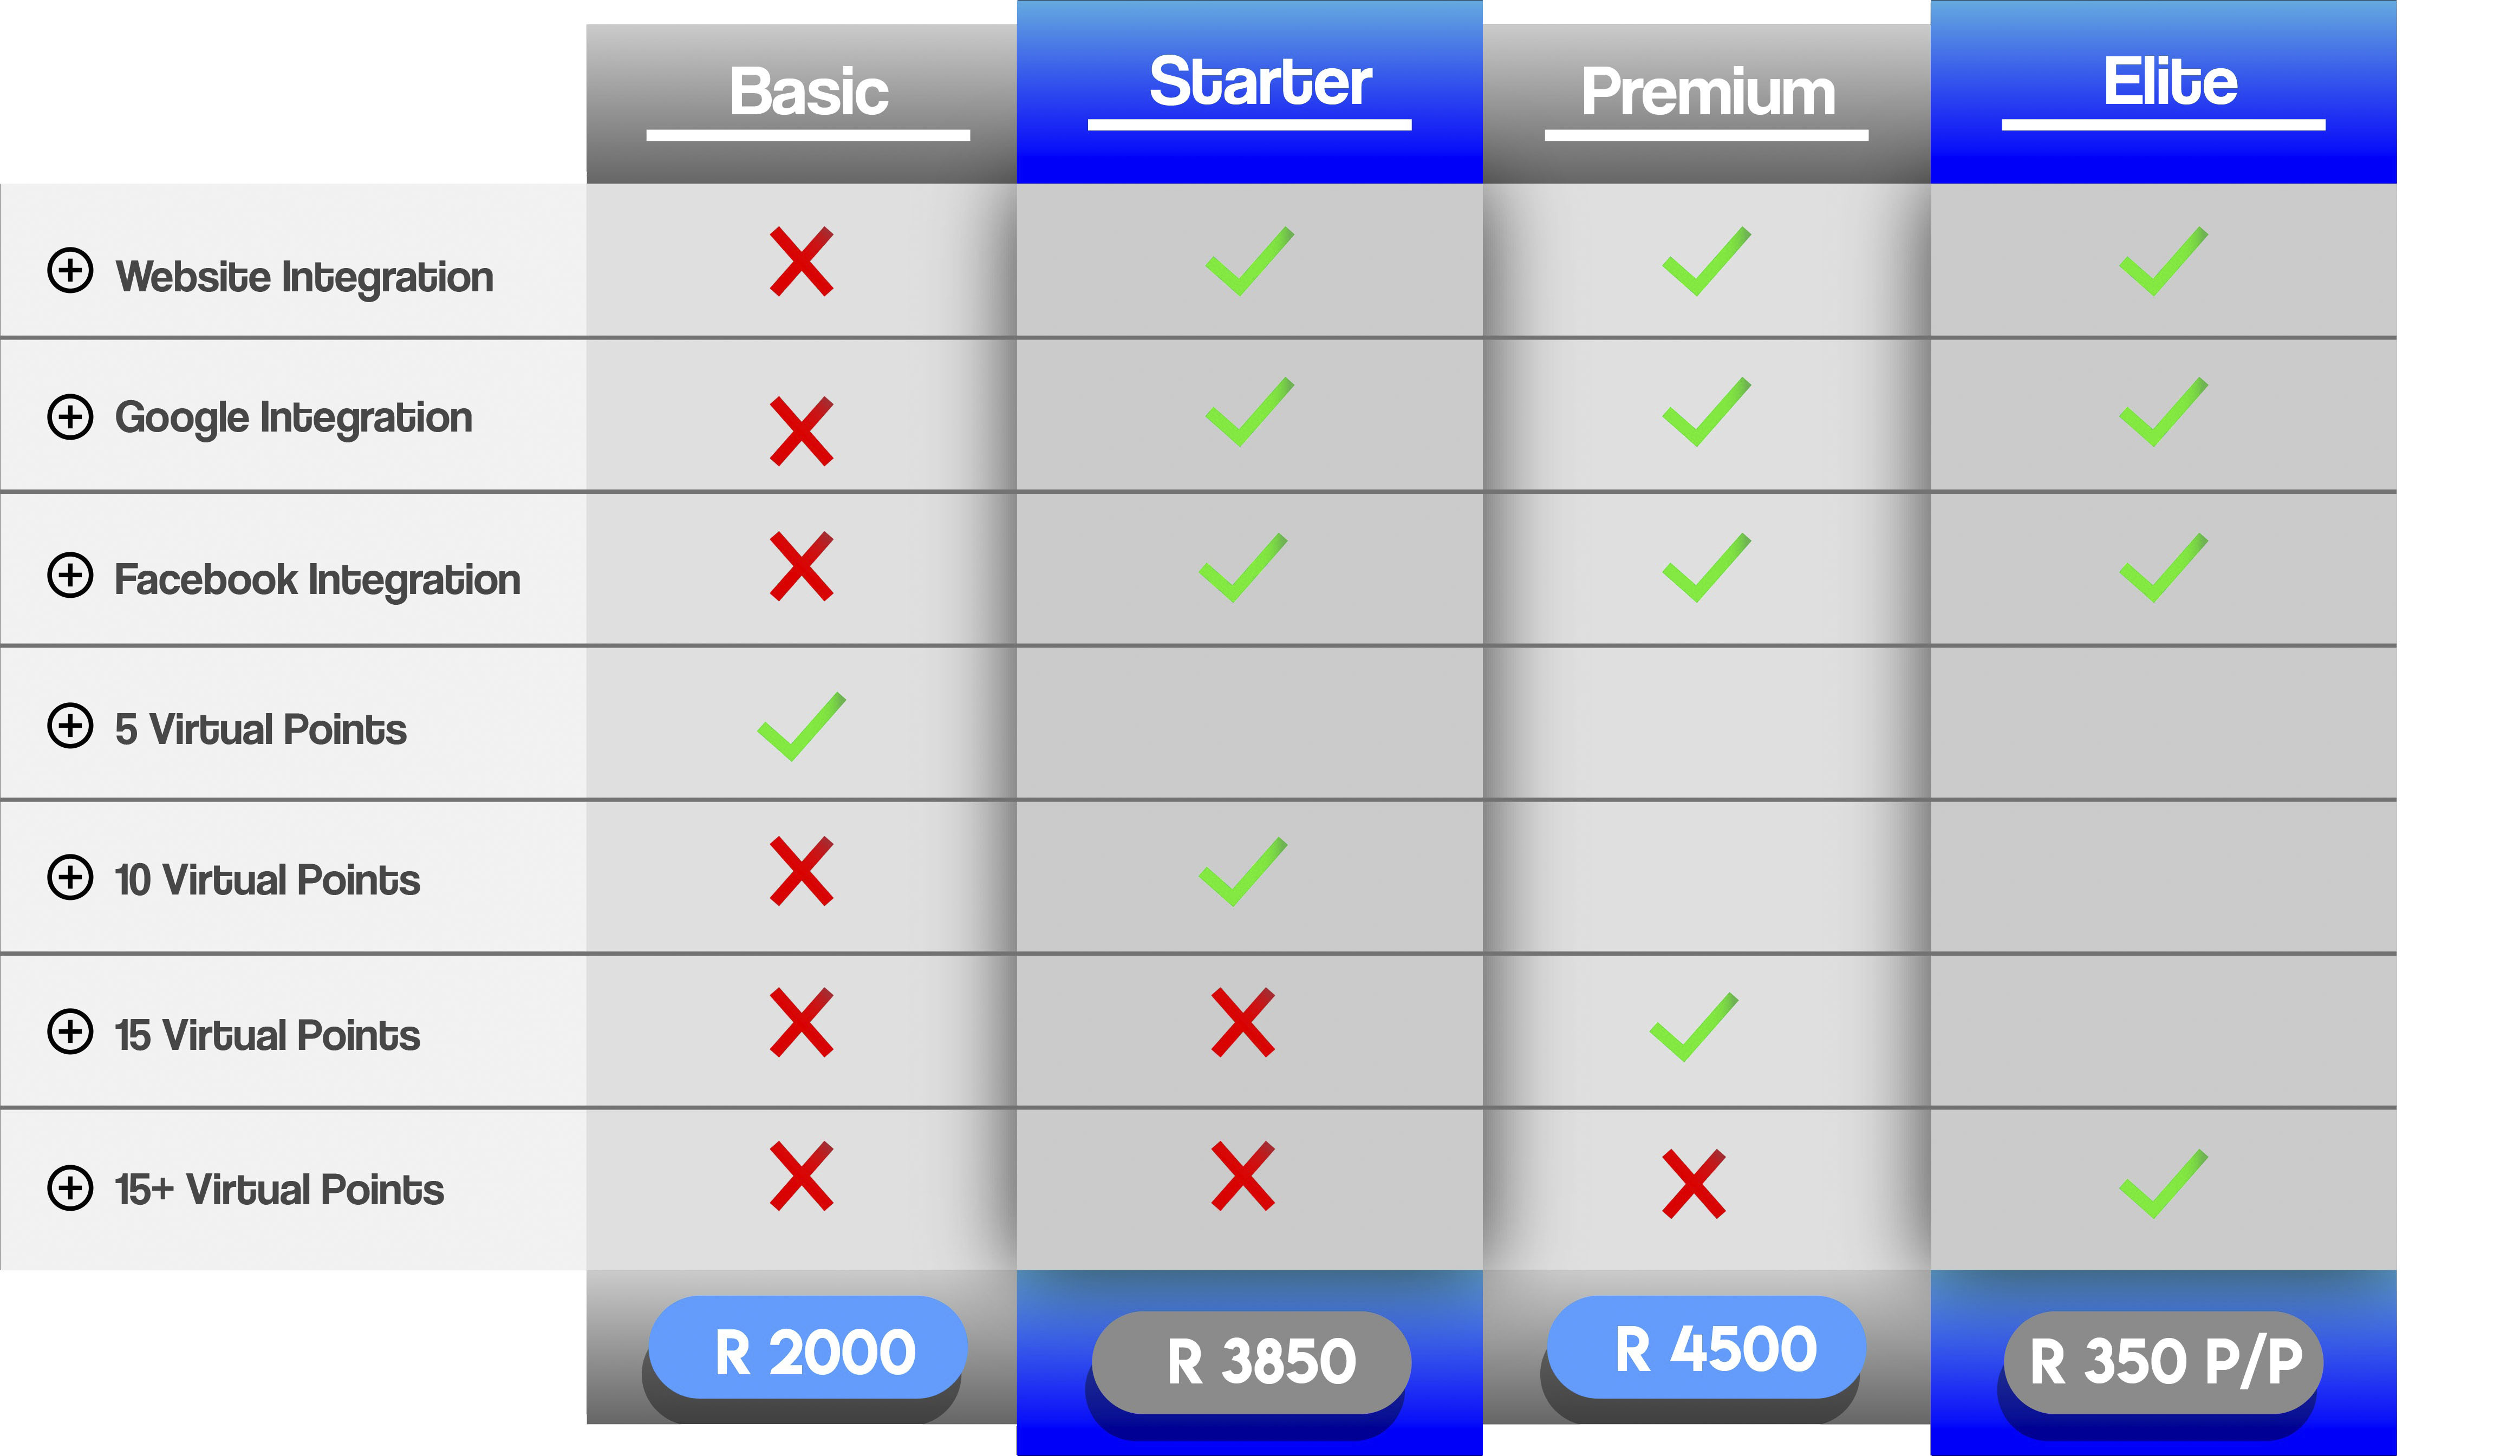 Basic
Starter
Premium
Elite
Website Integration
Google Integration
Facebook Integration
5 Virtual Points
10 Virtual Points
15 Virtual Points
15+ Virtual Points
R 2000
R 3850
R 4500
R 350 P/P